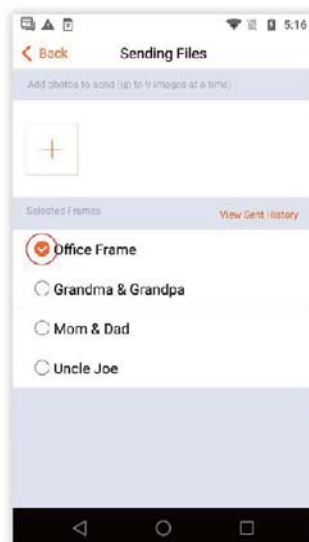 5:16
Back Sending Files
Add photos to send (up to 9 images at a time)
Selected Frames View Sent History
Office Frame
Grandma & Grandpa
Mom & Dad
Uncle Joe